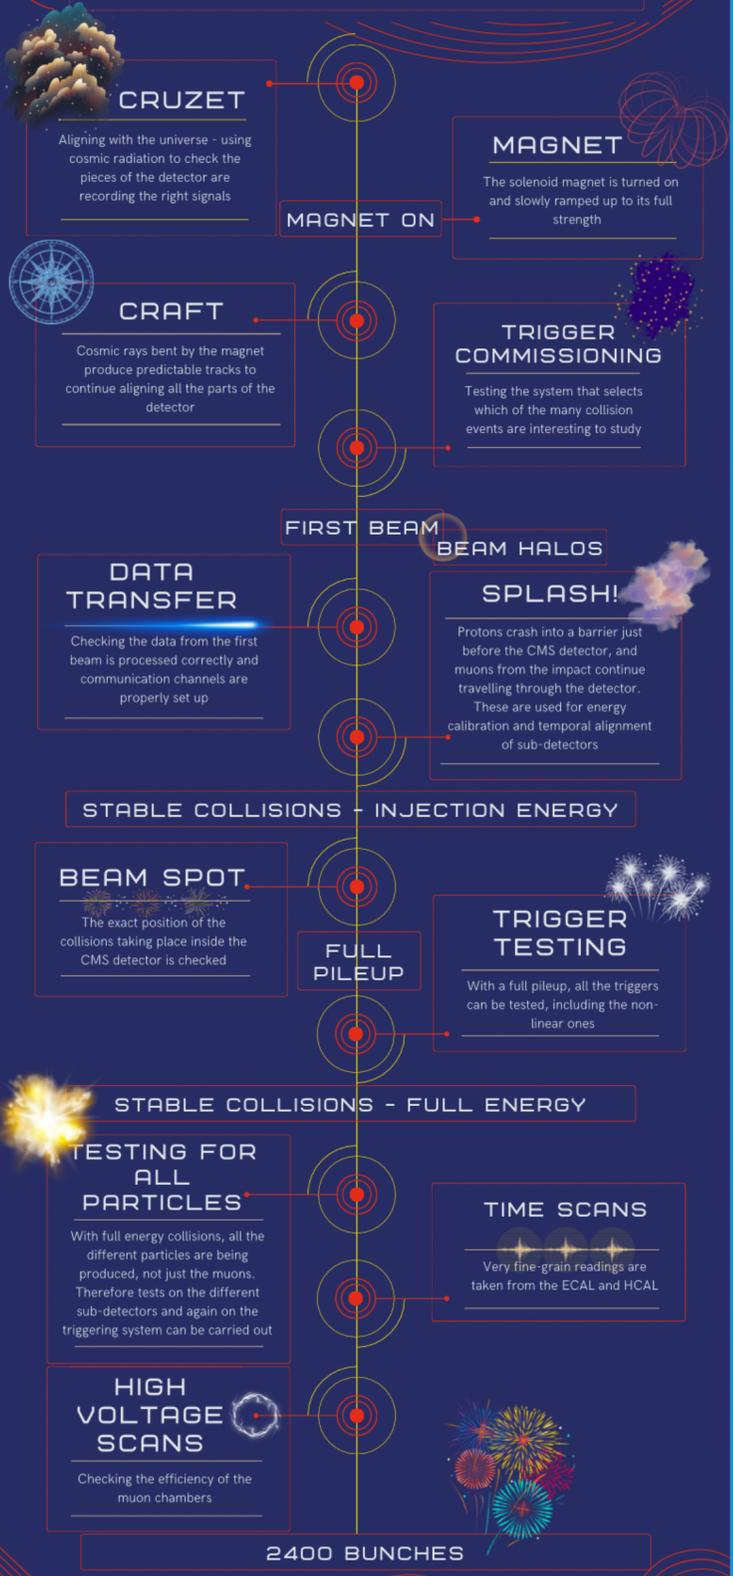 CRUZET
Aligning with the universe - using
cosmic radiation to check the
pieces of the detector are
recording the right signals
MAGNET
The solenoid magnet is turned on
and slowly ramped up to its full
strength
MAGNET ON
CRAFT
Cosmic rays bent by the magnet
produce predictable tracks to
continue aligning all the parts of the
detector
TRIGGER
COMMISSIONING
Testing the system that selects
which of the many collision
events are interesting to study
FIRST BEAM
BEAM HALOS
DATA
TRANSFER
Checking the data from the first
beam is processed correctly and
communication channels are
properly set up
SPLASH!
Protons crash into a barrier just
before the CMS detector, and
muons from the impact continue
travelling through the detector.
These are used for energy
calibration and temporal alignment
of sub-detectors
STABLE COLLISIONS - INJECTION ENERGY
BEAM SPOT
The exact position of the
collisions taking place inside the
CMS detector is checked
FULL
PILEUP
TRIGGER
TESTING
With a full pileup, all the triggers
can be tested, including the non-
linear ones
STABLE COLLISIONS - FULL ENERGY
TESTING FOR
ALL
PARTICLES
With full energy collisions, all the
different particles are being
produced, not just the muons.
Therefore tests on the different
sub-detectors and again on the
triggering system can be carried out
TIME SCANS
Very fine-grain readings are
taken from the ECAL and HCAL
HIGH
VOLTAGE
SCANS
Checking the efficiency of the
muon chambers
2400 BUNCHES